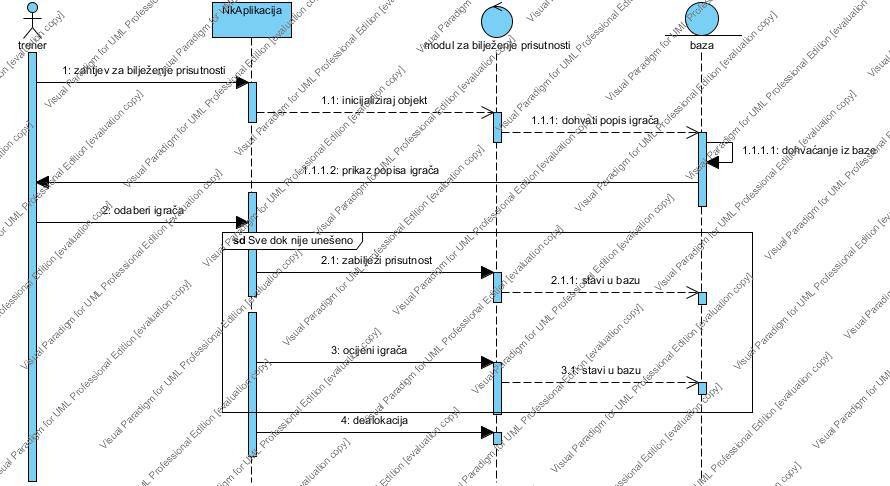 NkAplikacija
trener
modul za bilježenje prisutnosti
baza
1: zahtjev za bilježenje prisutnosti
1.1: inicijaliziraj objekt
1.1.1: dohvati popis igrača
1.1.1.1: dohvaćanje iz baze
1.1.1.2: prikaz popisa igrača
2: odaberi igrača
sd Sve dok nije unešeno
2.1: zabilježi prisutnost
2.1.1: stavi u bazu
3: ocijeni igrača
3.1: stavi u bazu
4: dealokacija
Visual Paradigm for UML Professional Edition [evaluation copy]